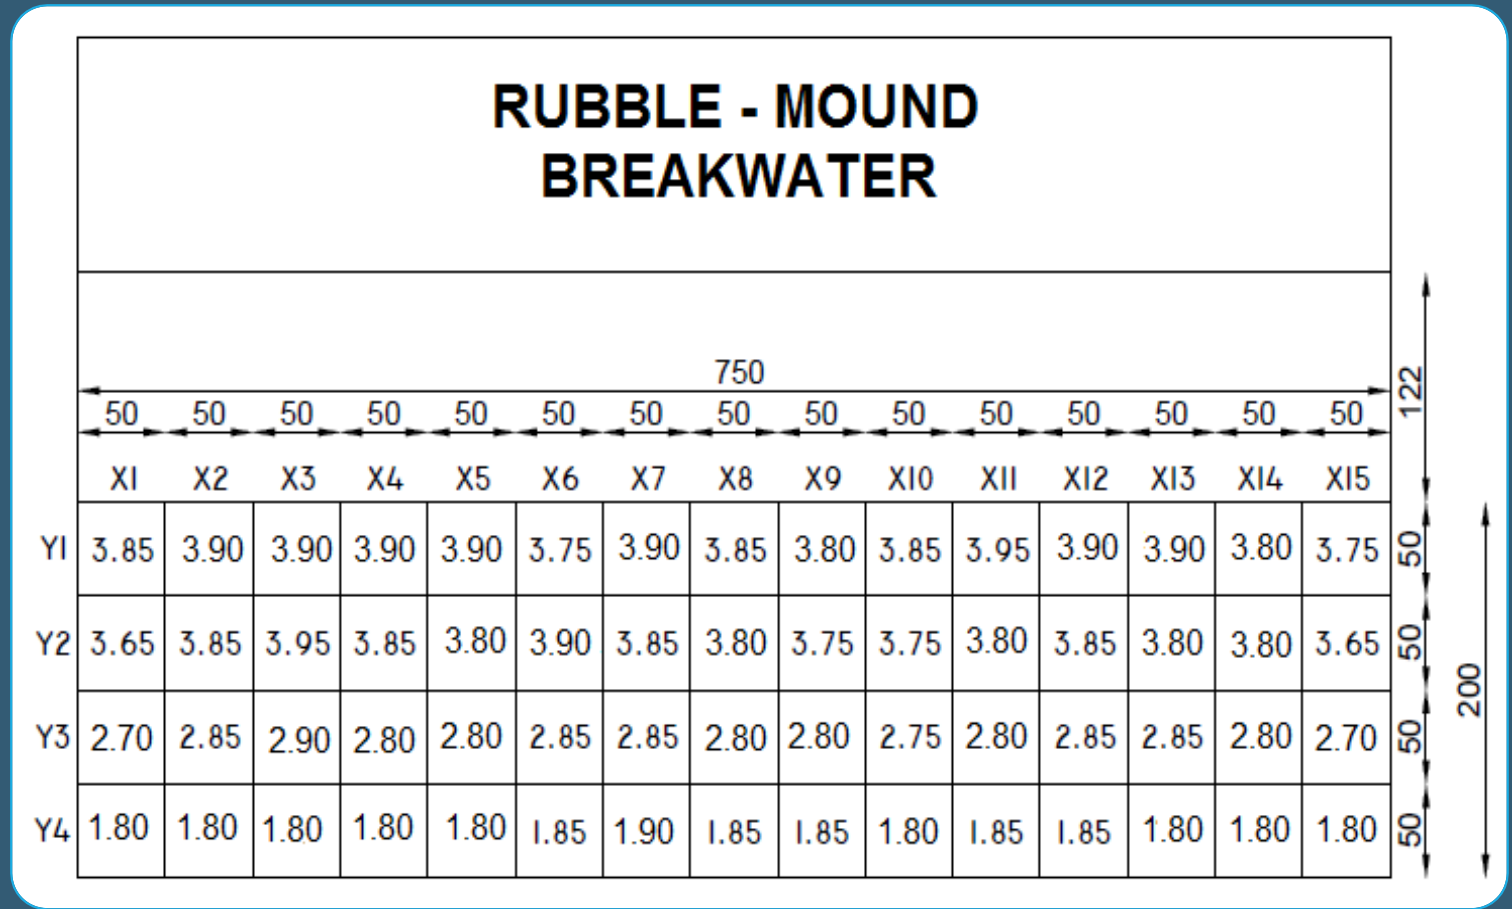 RUBBLE - MOUND
BREAKWATER
750
122
50 50 50 50 50 50 50 50 50 50 50 50 50 50 50
X1 X2 X3 X4 X5 X6 X7 X8 X9 X10 X11 X12 X13 X14 X15
Y1 3.85 3.90 3.90 3.90 3.90 3.75 3.90 3.85 3.80 3.85 3.95 3.90 3.90 3.80 3.75 50
Y2 3.65 3.85 3.95 3.85 3.80 3.90 3.85 3.80 3.75 3.75 3.80 3.85 3.80 3.80 3.65 50
200
Y3 2.70 2.85 2.90 2.80 2.80 2.85 2.85 2.80 2.80 2.75 2.80 2.85 2.85 2.80 2.70 50
Y4 1.80 1.80 1.80 1.80 1.80 1.85 1.90 1.85 1.85 1.80 1.85 1.85 1.80 1.80 1.80 50